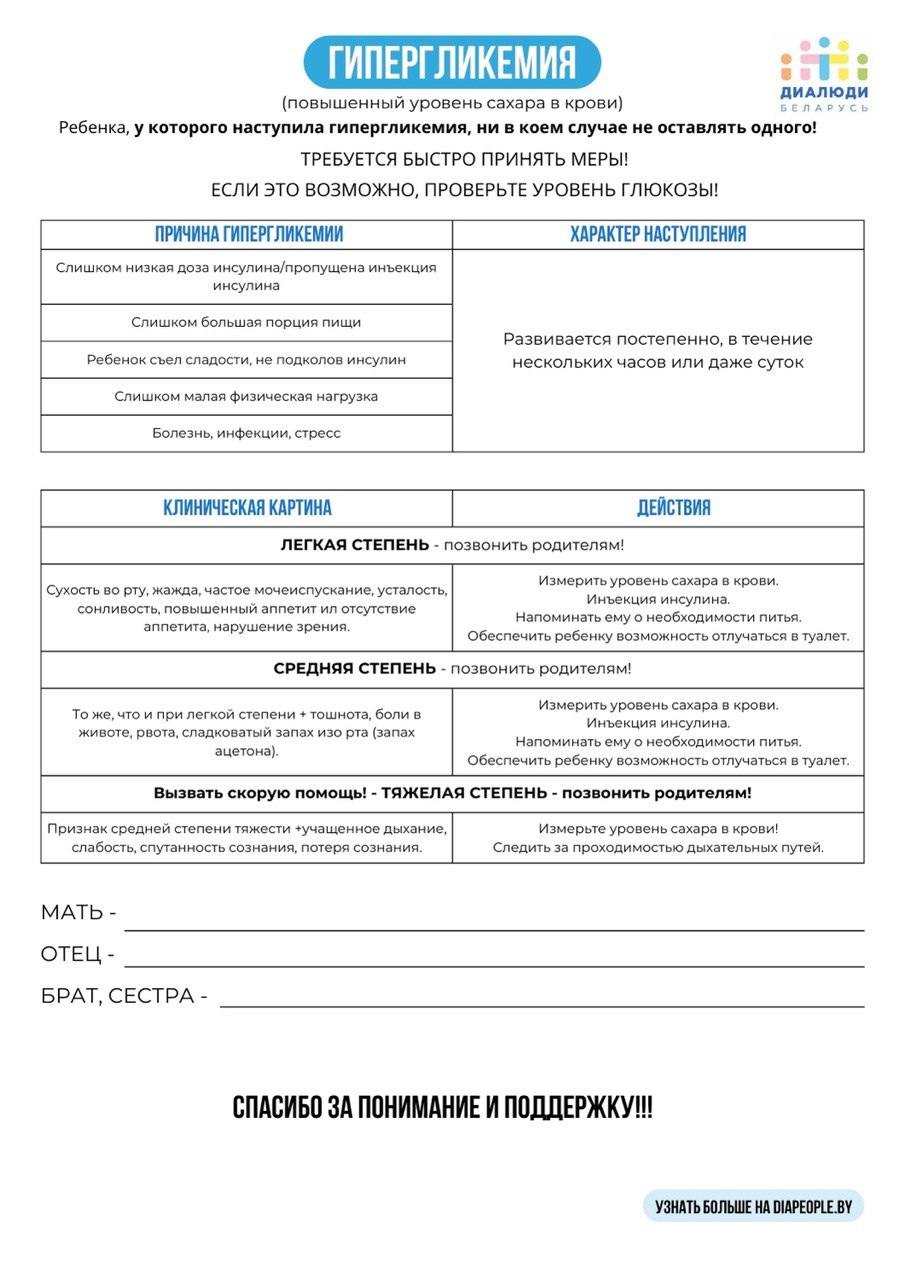 ГИПЕРГЛИКЕМИЯ
ДИАЛЮДИ
БЕЛАРУСЬ
(повышенный уровень сахара в крови)
Ребенка, у которого наступила гипергликемия, ни в коем случае не оставлять одного!
ТРЕБУЕТСЯ БЫСТРО ПРИНЯТЬ МЕРЫ!
ЕСЛИ ЭТО ВОЗМОЖНО, ПРОВЕРЬТЕ УРОВЕНЬ ГЛЮКОЗЫ!
ПРИЧИНА ГИПЕРГЛИКЕМИИ
ХАРАКТЕР НАСТУПЛЕНИЯ
Слишком низкая доза инсулина/пропущена инъекция
инсулина
Слишком большая порция пищи
Ребенок съел сладости, не подколов инсулин
Слишком малая физическая нагрузка
Болезнь, инфекции, стресс
Развивается постепенно, в течение
нескольких часов или даже суток
КЛИНИЧЕСКАЯ КАРТИНА
ДЕЙСТВИЯ
ЛЕГКАЯ СТЕПЕНЬ - позвонить родителям!
Сухость во рту, жажда, частое мочеиспускание, усталость,
сонливость, повышенный аппетит ил отсутствие
аппетита, нарушение зрения.
Измерить уровень сахара в крови.
Инъекция инсулина.
Напоминать ему о необходимости питья.
Обеспечить ребенку возможность отлучаться в туалет.
СРЕДНЯЯ СТЕПЕНЬ - позвонить родителям!
То же, что и при легкой степени + тошнота, боли в
животе, рвота, сладковатый запах изо рта (запах
ацетона).
Измерить уровень сахара в крови.
Инъекция инсулина.
Напоминать ему о необходимости питья.
Обеспечить ребенку возможность отлучаться в туалет.
Вызвать скорую помощь! - ТЯЖЕЛАЯ СТЕПЕНЬ - позвонить родителям!
Признак средней степени тяжести +учащенное дыхание,
слабость, спутанность сознания, потеря сознания.
Измерьте уровень сахара в крови!
Следить за проходимостью дыхательных путей.
МАТЬ -
ОТЕЦ -
БРАТ, СЕСТРА -
СПАСИБО ЗА ПОНИМАНИЕ И ПОДДЕРЖКУ!!!
УЗНАТЬ БОЛЬШЕ НА DIAPEOPLE.BY